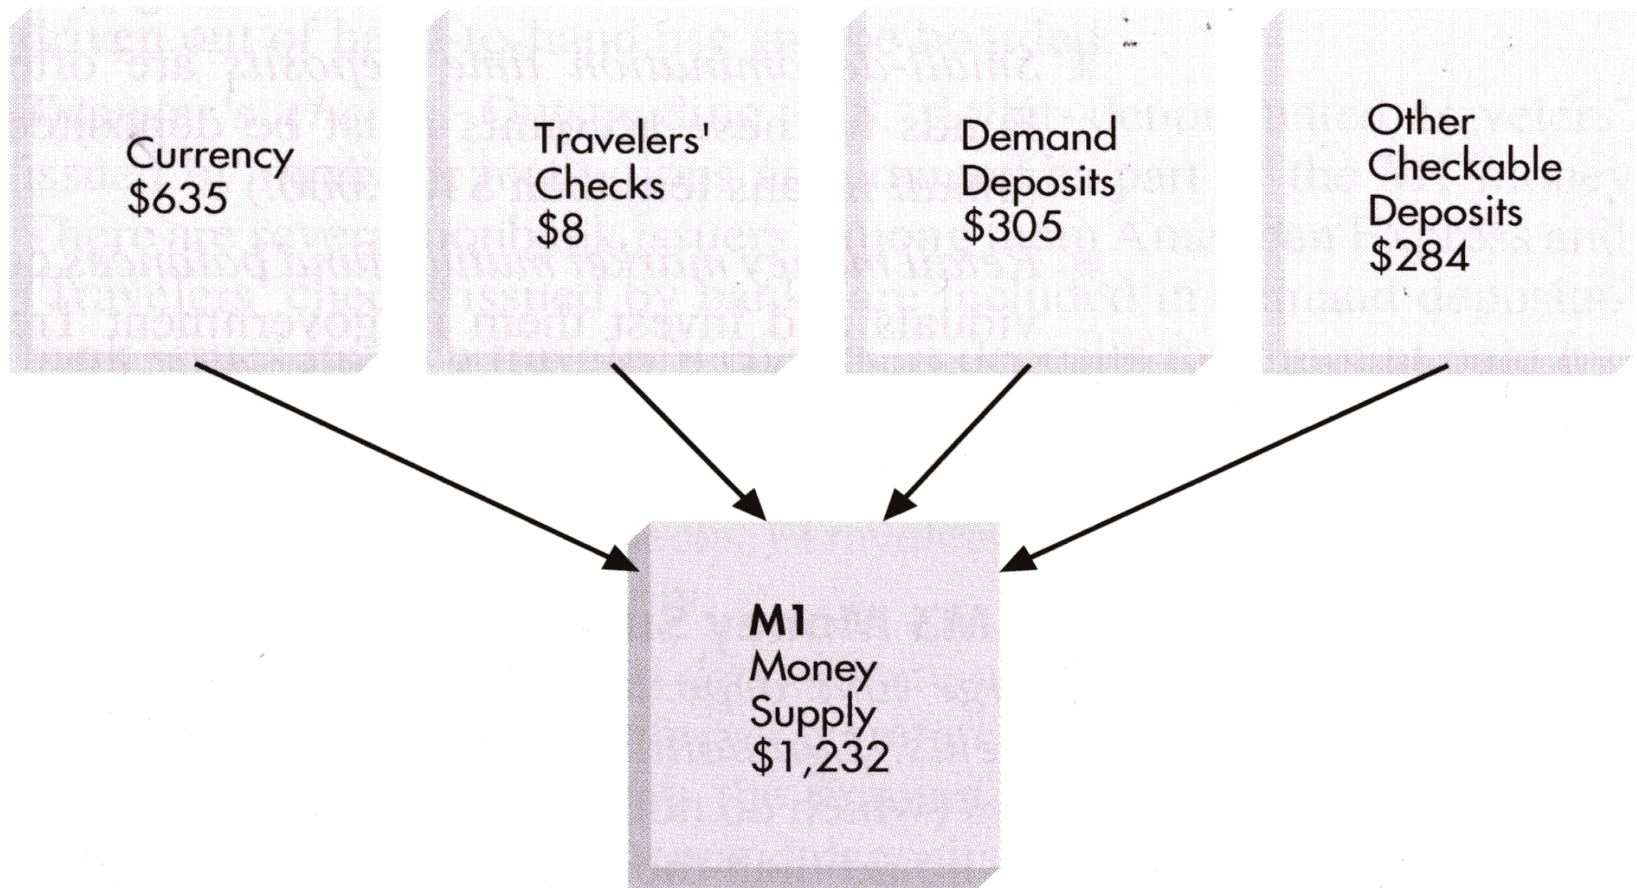 Currency
$635
Travelers'
Checks
$8
Demand
Deposits
$305
Other
Checkable
Deposits
$284
M1
Money
Supply
$1,232